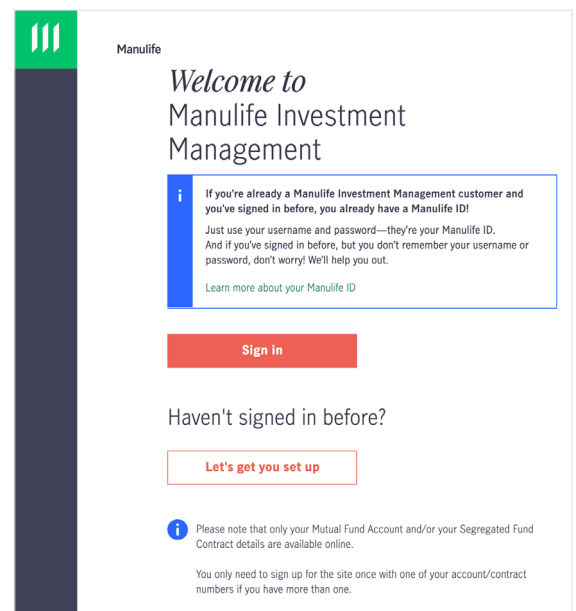 Manulife
Welcome to
Manulife Investment
Management
If you're already a Manulife Investment Management customer and
you've signed in before, you already have a Manulife ID!
Just use your username and password—they're your Manulife ID.
And if you've signed in before, but you don't remember your username or
password, don't worry! We'll help you out.
Learn more about your Manulife ID
Sign in
Haven't signed in before?
Let's get you set up
Please note that only your Mutual Fund Account and/or your Segregated Fund
Contract details are available online.
You only need to sign up for the site once with one of your account/contract
numbers if you have more than one.